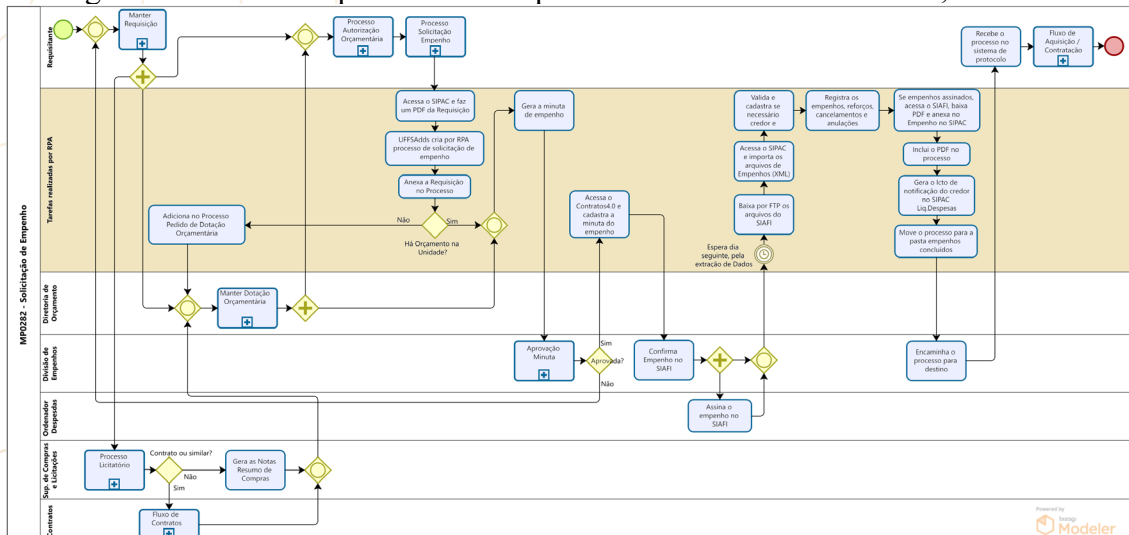 MP0282 - Solicitação de Empenho
Requisitante
Manter
Requisição
Processo
Autorização
Orçamentária
Processo
Solicitação
Empenho
Recebe o
processo no
sistema de
protocolo
Fluxo de
Aquisição /
Contratação
Tarefas realizadas por RPA
Acessa o SIPAC e faz
um PDF da Requisição
UFFSAdds cria por RPA
processo de solicitação de
empenho
Anexa a Requisição
no Processo
Não
Sim
Há Orçamento na
Unidade?
Adiciona no Processo
Pedido de Dotação
Orçamentária
Gera a minuta
de empenho
Acessa o
Contratos4.0 e
cadastra a
minuta do
empenho
Valida e
cadastra se
necessário
credor e
Acessa o SIPAC
e importa os
arquivos de
Empenhos (XML)
Baixa por FTP os
arquivos do
SIAFI
Espera dia
seguinte, pela
extração de Dados
Registra os
empenhos, reforços,
cancelamentos e
anulações
Se empenhos assinados,
acessa o SIAFI, baixa
PDF e anexa no
Empenho no SIPAC
Inclui o PDF no
processo
Gera o lcto de
notificação do credor
no SIPAC
Liq.Despesas
Move o processo para a
pasta empenhos
concluidos
Diretoria de
Orçamento
Manter Dotação
Orçamentária
Divisão de
Empenhos
Aprovação
Minuta
Sim
Aprovada?
Não
Confirma
Empenho no
SIAFI
Encaminha o
processo para
destino
Ordenador
Despesdas
Assina o
empenho no
SIAFI
Sup. de Compras
e Licitações
Processo
Licitatório
Contrato ou similar?
Não
Sim
Gera as Notas
Resumo de
Compras
Contratos
Fluxo de
Contratos
Powered by
bizagi
Modeler